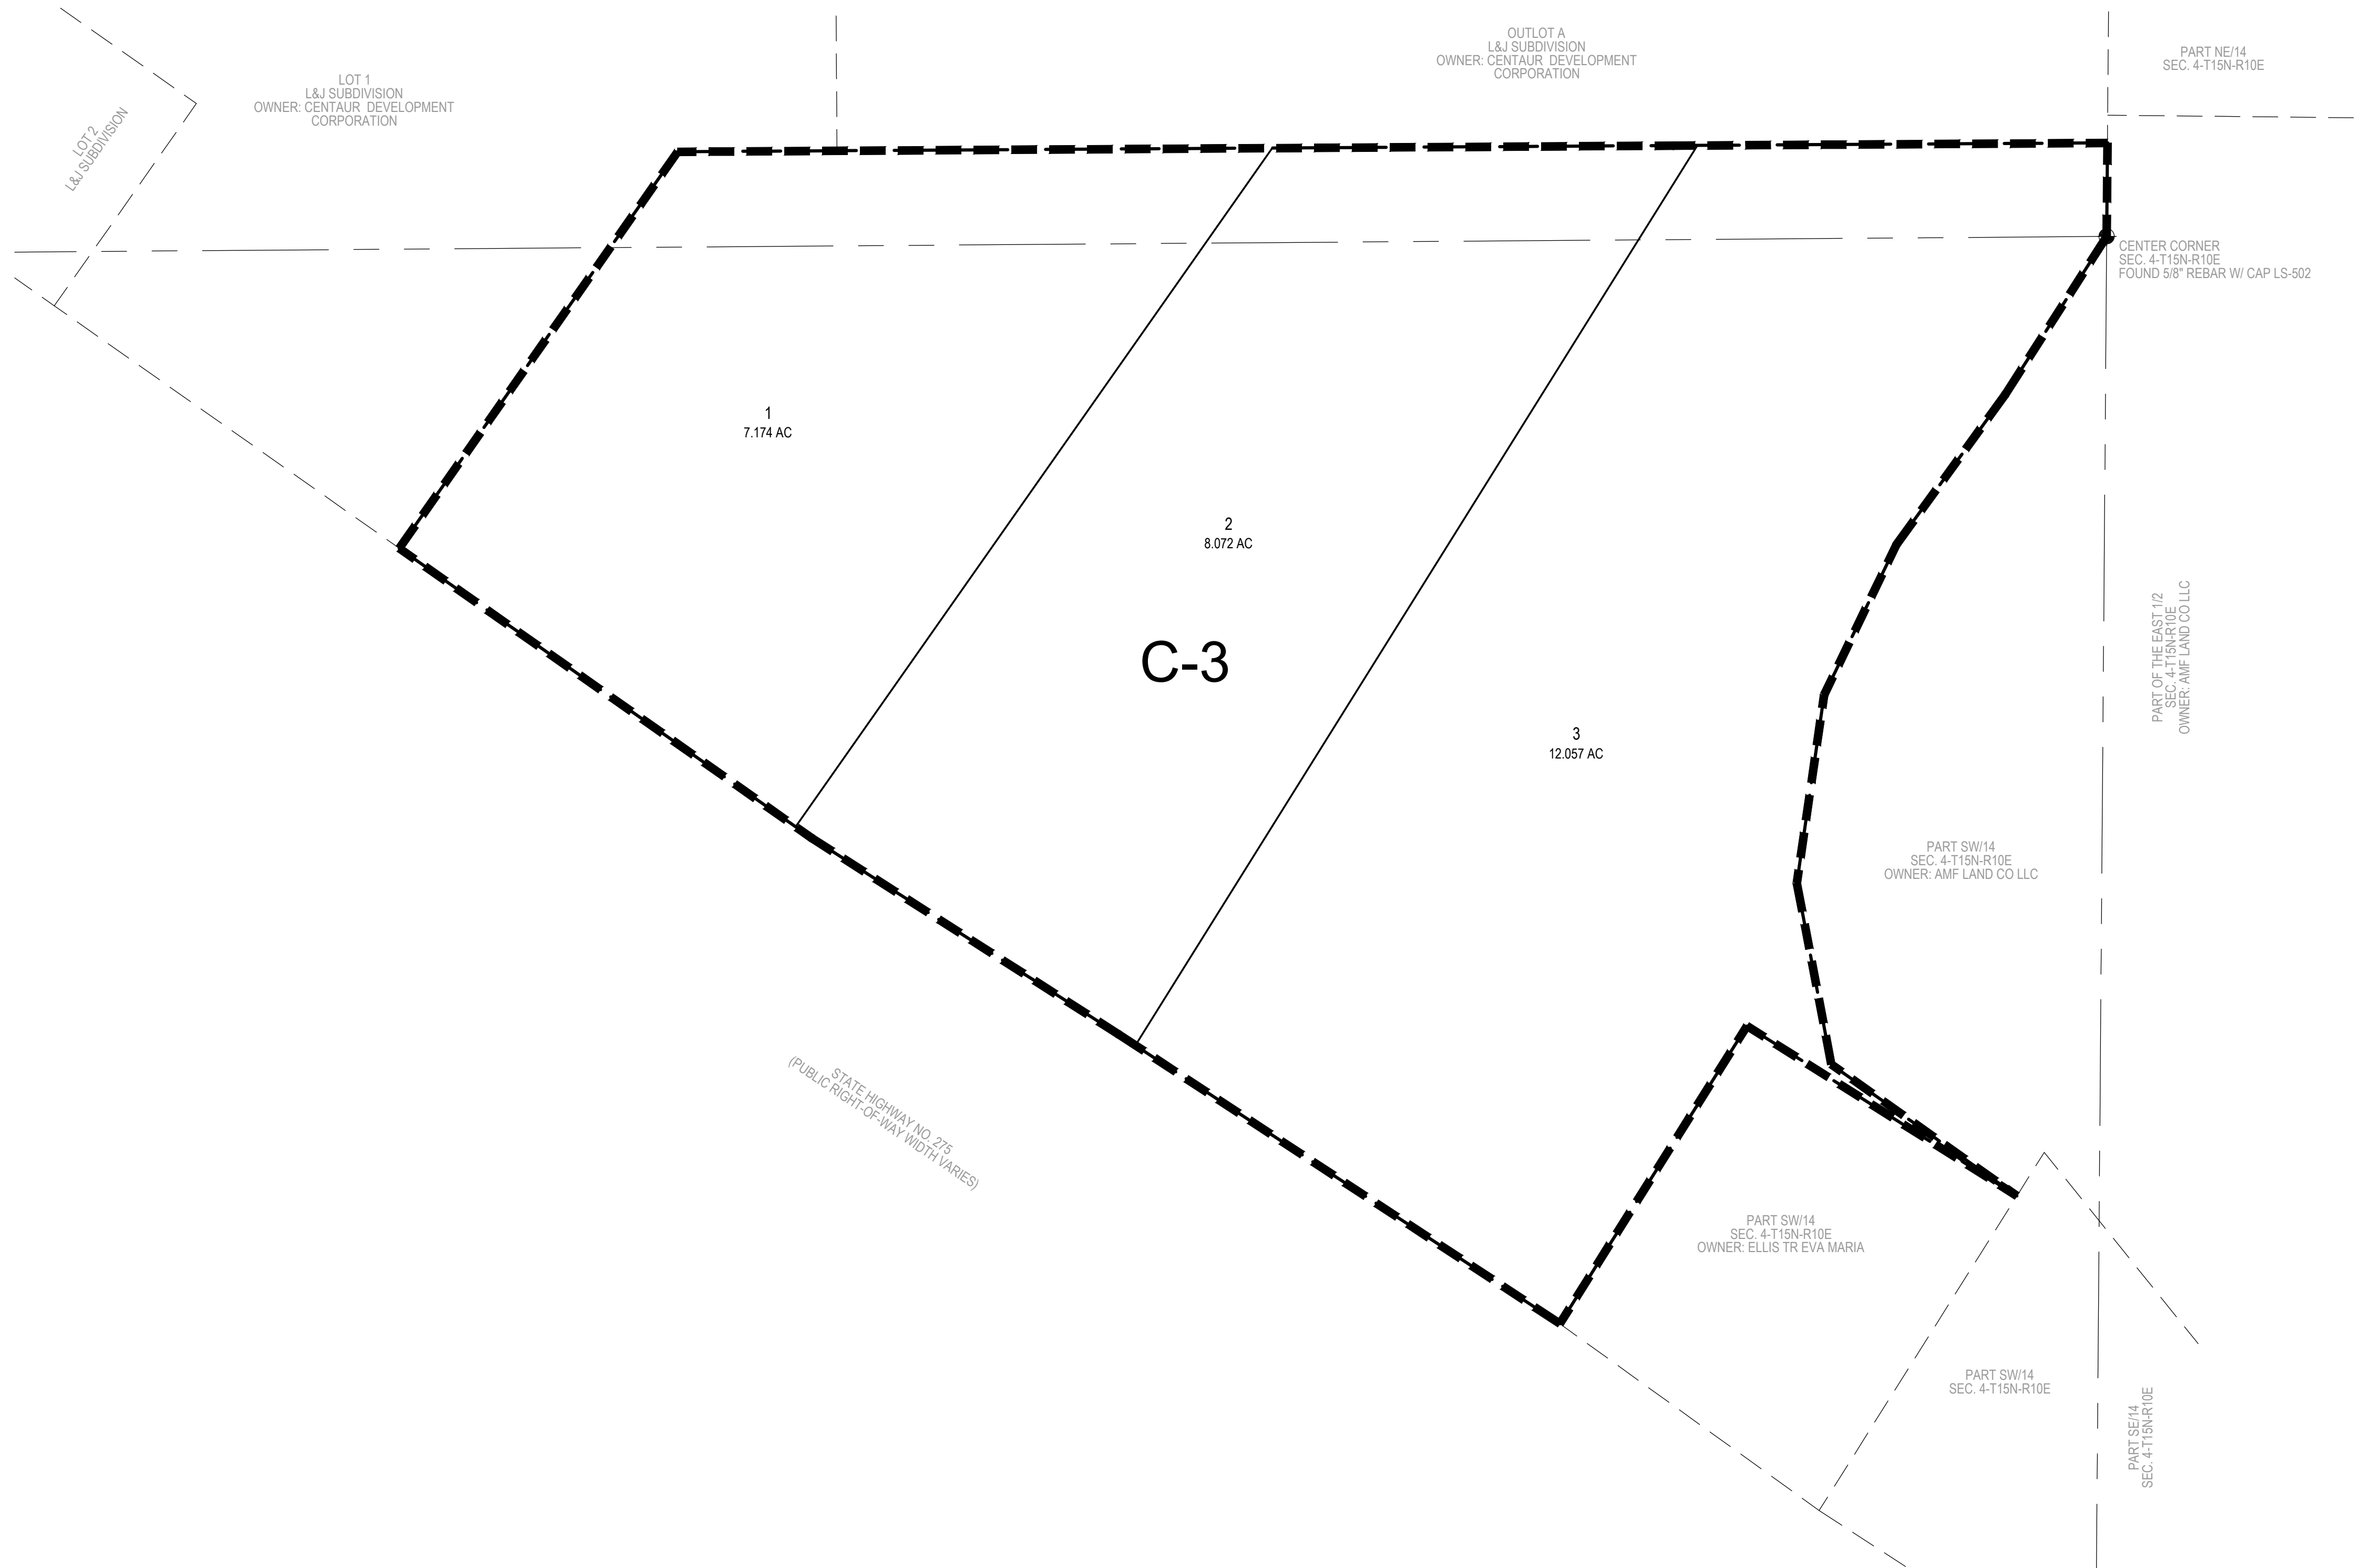 OUTLOT A
L&J SUBDIVISION
OWNER: CENTAUR DEVELOPMENT
CORPORATION
PART NE/14
SEC. 4-T15N-R10E
LOT 1
L&J SUBDIVISION
OWNER: CENTAUR DEVELOPMENT
CORPORATION
LOT 2
L&J SUBDIVISION
CENTER CORNER
SEC. 4-T15N-R10E
FOUND 5/8" REBAR W/ CAP LS-502
1
7.174 AC
2
8.072 AC
C-3
3
12.057 AC
PART OF THE EAST 1/2
SEC. 4-T15N-R10E
OWNER: AMF LAND CO LLC
PART SW/14
SEC. 4-T15N-R10E
OWNER: AMF LAND CO LLC
STATE HIGHWAY NO. 275
(PUBLIC RIGHT-OF-WAY WIDTH VARIES)
PART SW/14
SEC. 4-T15N-R10E
OWNER: ELLIS TR EVA MARIA
PART SW/14
SEC. 4-T15N-R10E
PART SE/14
SEC. 4-T15N-R10E